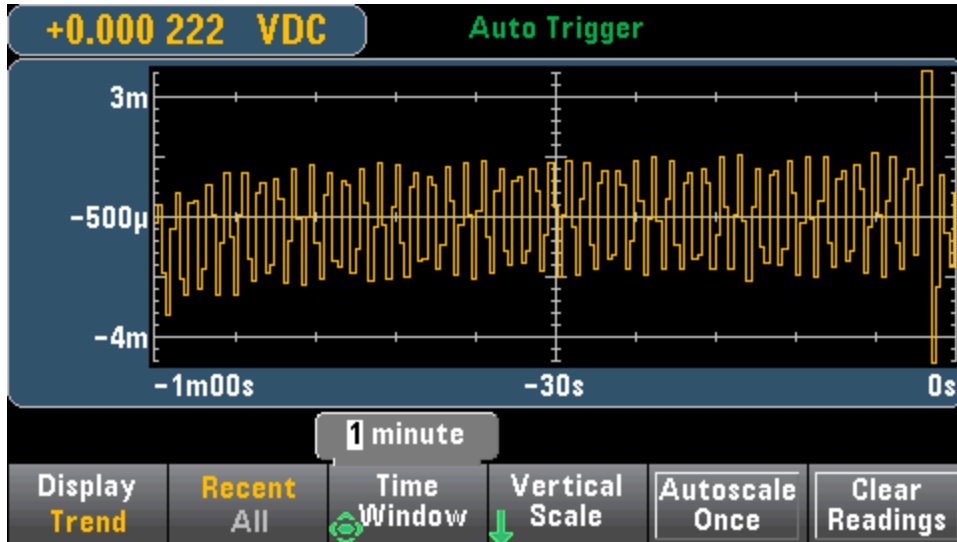 +0.000 222 VDC
Auto Trigger
3m
-500µ
-4m
-1m00s -30s 0s
1 minute
Display Trend
Recent All
Time Window
Vertical Scale
Autoscale Once
Clear Readings